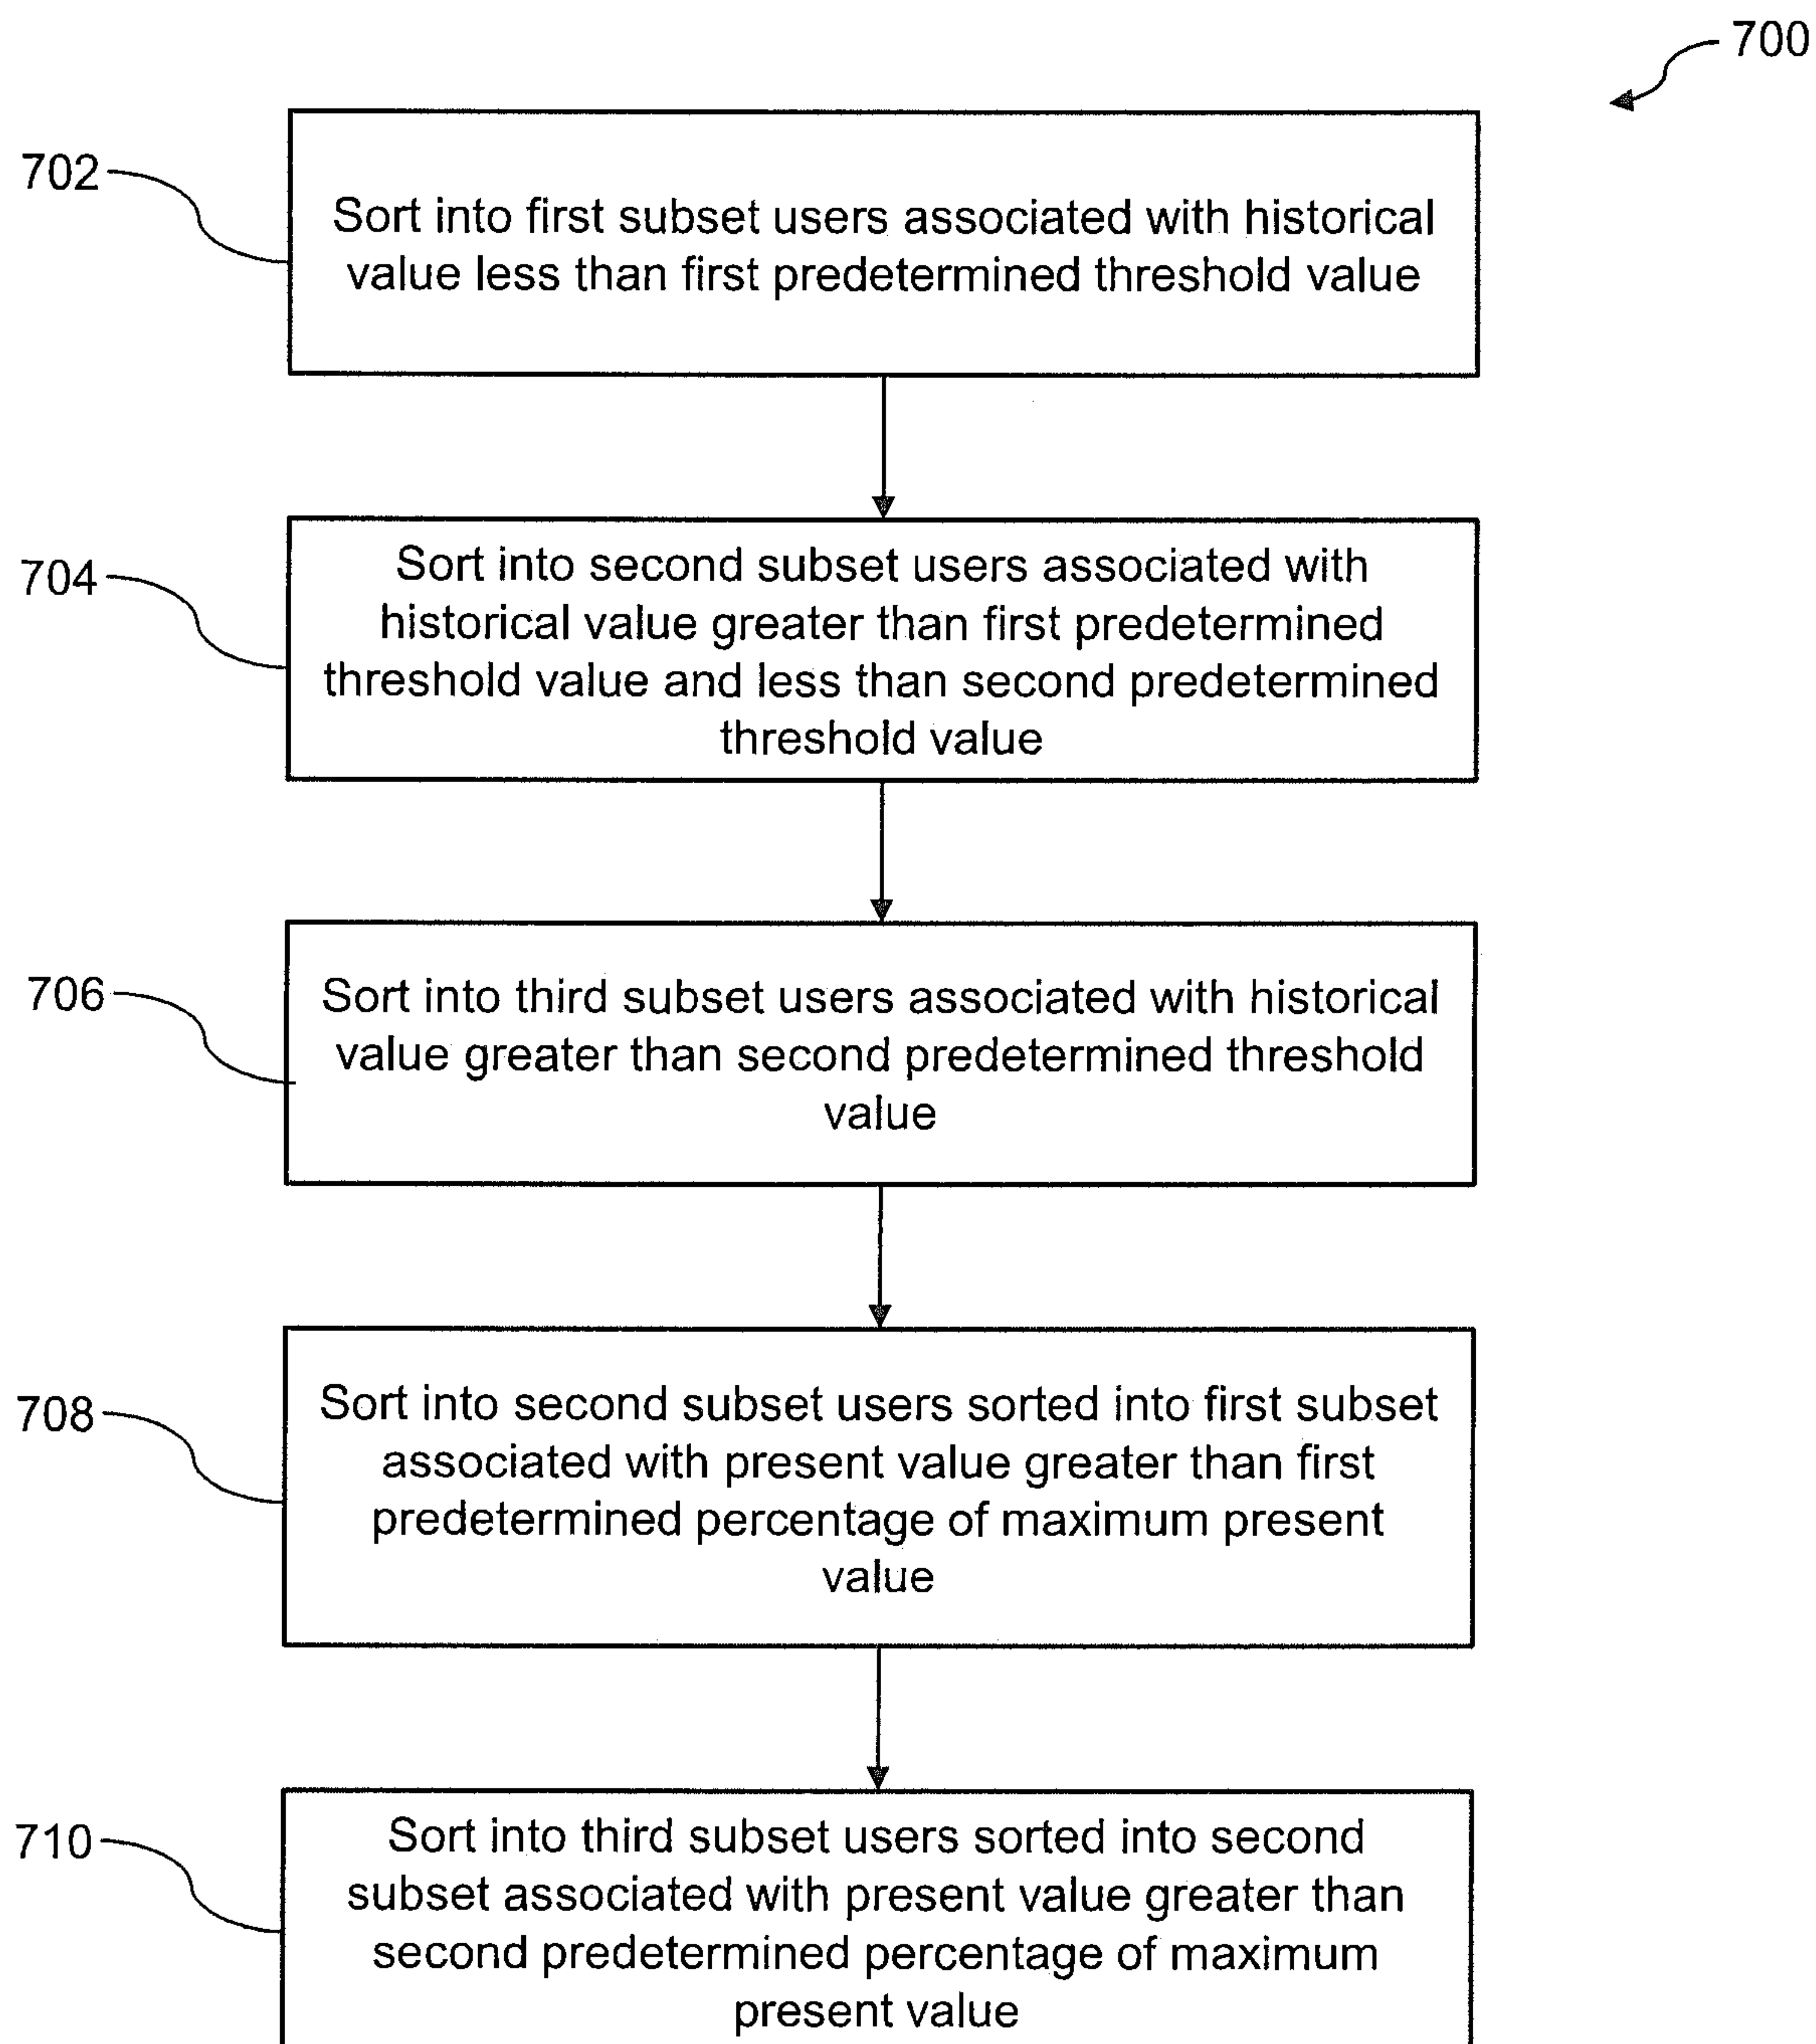 700
702
Sort into first subset users associated with historical
value less than first predetermined threshold value
704
Sort into second subset users associated with
historical value greater than first predetermined
threshold value and less than second predetermined
threshold value
706
Sort into third subset users associated with historical
value greater than second predetermined threshold
value
708
Sort into second subset users sorted into first subset
associated with present value greater than first
predetermined percentage of maximum present
value
710
Sort into third subset users sorted into second
subset associated with present value greater than
second predetermined percentage of maximum
present value